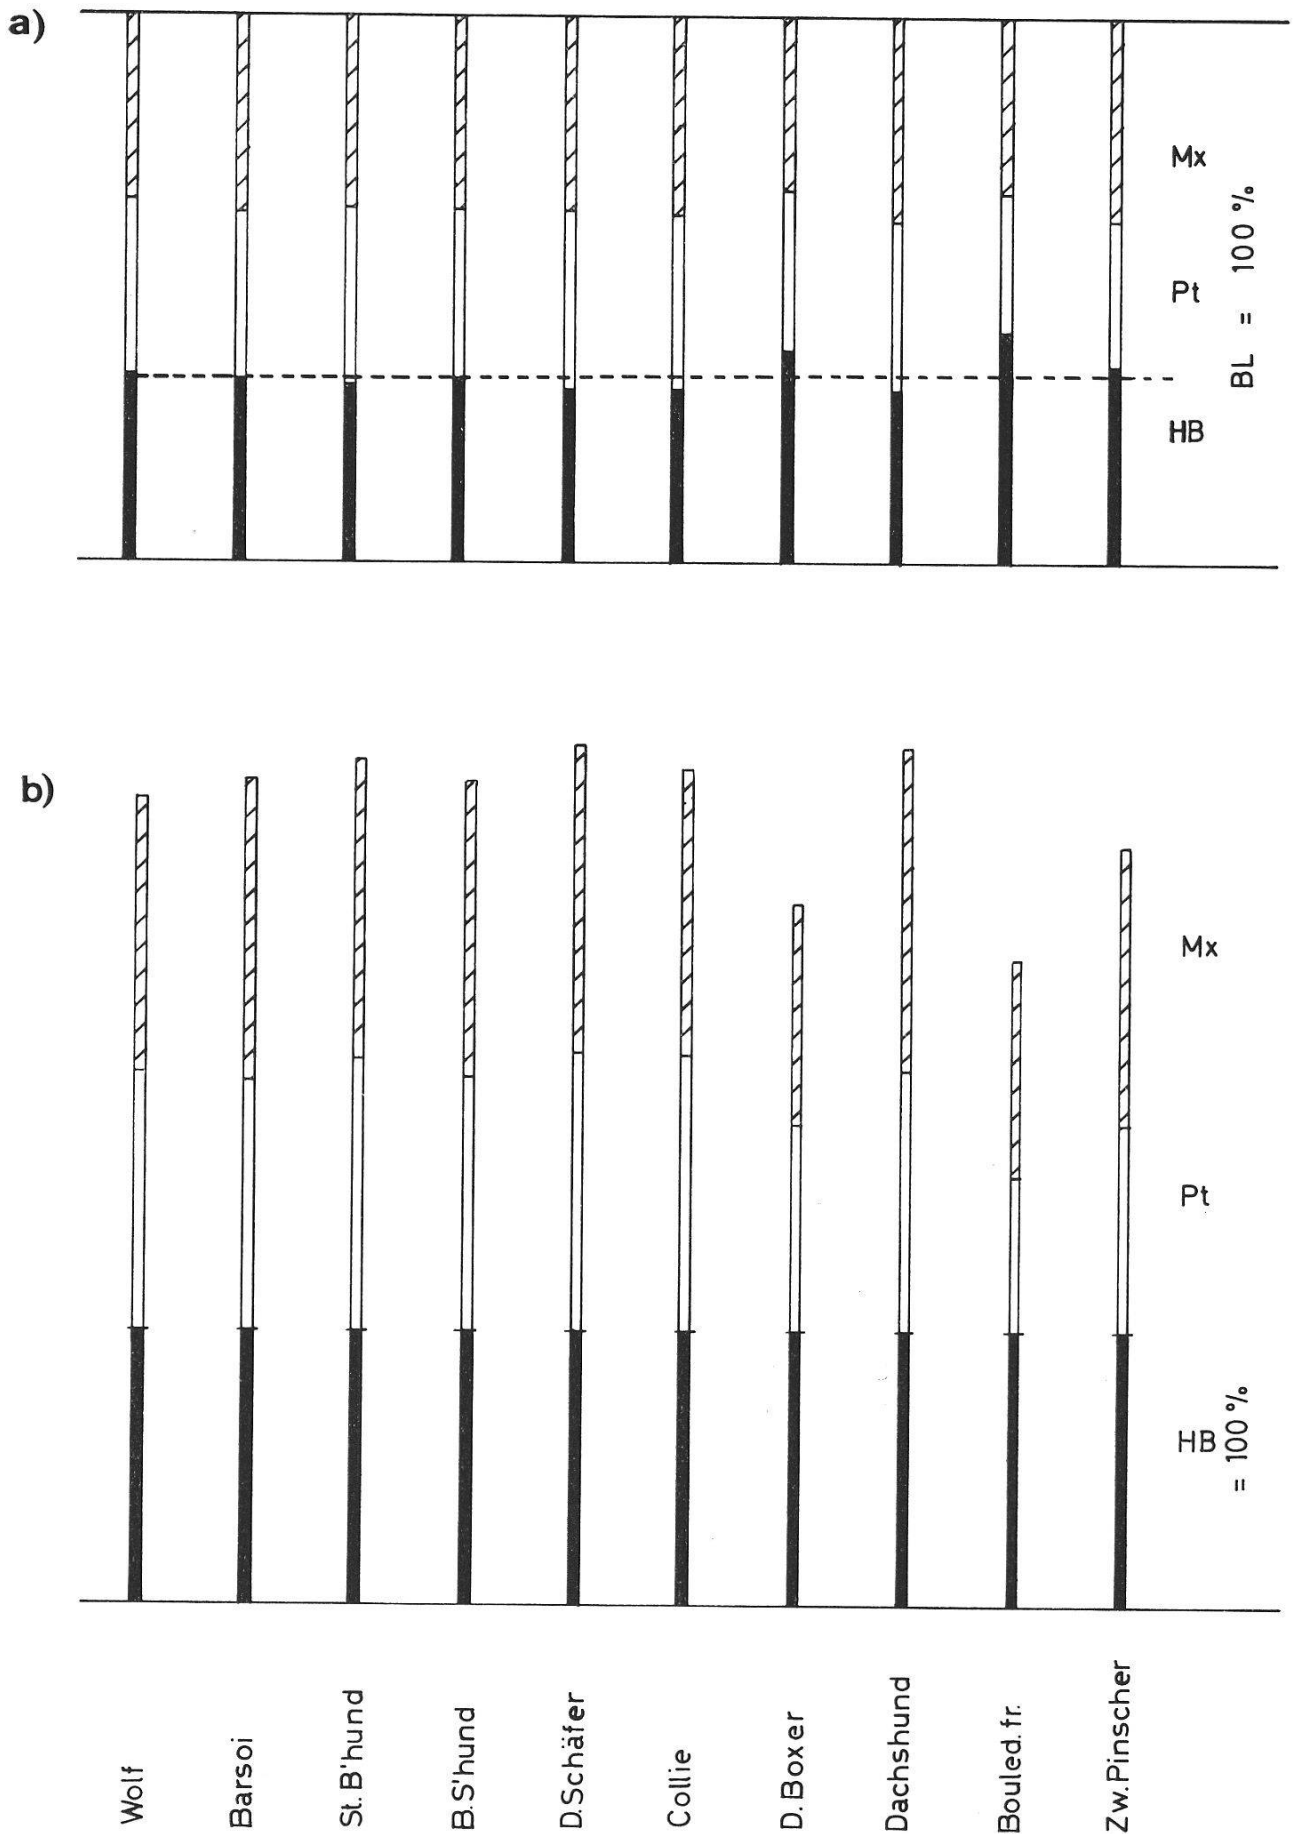 a)
Mx
Pt
HB
BL = 100 %
b)
Mx
Pt
HB
= 100 %
Wolf
Barsoi
St. B'hund
B. S'hund
D. Schäfer
Collie
D. Boxer
Dachshund
Bouled. fr.
Zw. Pinscher